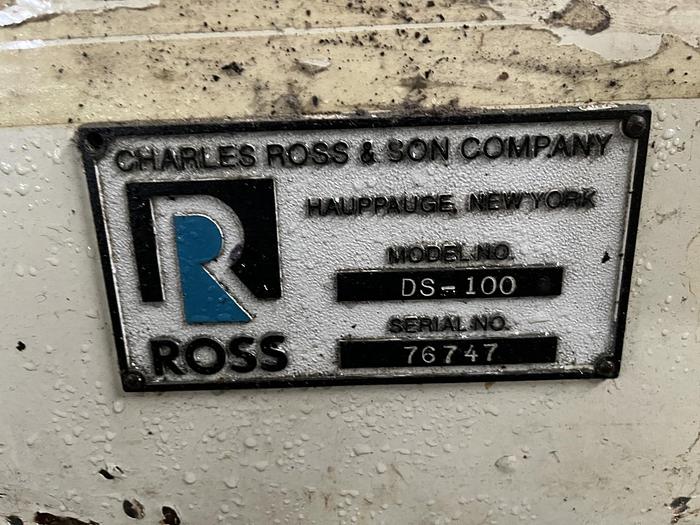 CHARLES ROSS & SON COMPANY
HAUPPAUGE, NEW YORK
MODEL NO.
DS-100
SERIAL NO.
76747
R
ROSS